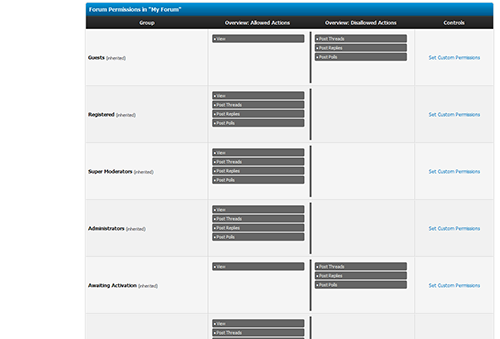 Forum Permissions in "My Forum"
Group Overview: Allowed Actions Overview: Disallowed Actions Controls
Guests (inherited)
• View
• Post Threads
• Post Replies
• Post Polls
Set Custom Permissions
Registered (inherited)
• View
• Post Threads
• Post Replies
• Post Polls
Set Custom Permissions
Super Moderators (inherited)
• View
• Post Threads
• Post Replies
• Post Polls
Set Custom Permissions
Administrators (inherited)
• View
• Post Threads
• Post Replies
• Post Polls
Set Custom Permissions
Awaiting Activation (inherited)
• View
• Post Threads
• Post Replies
• Post Polls
Set Custom Permissions
• View
• Post Threads